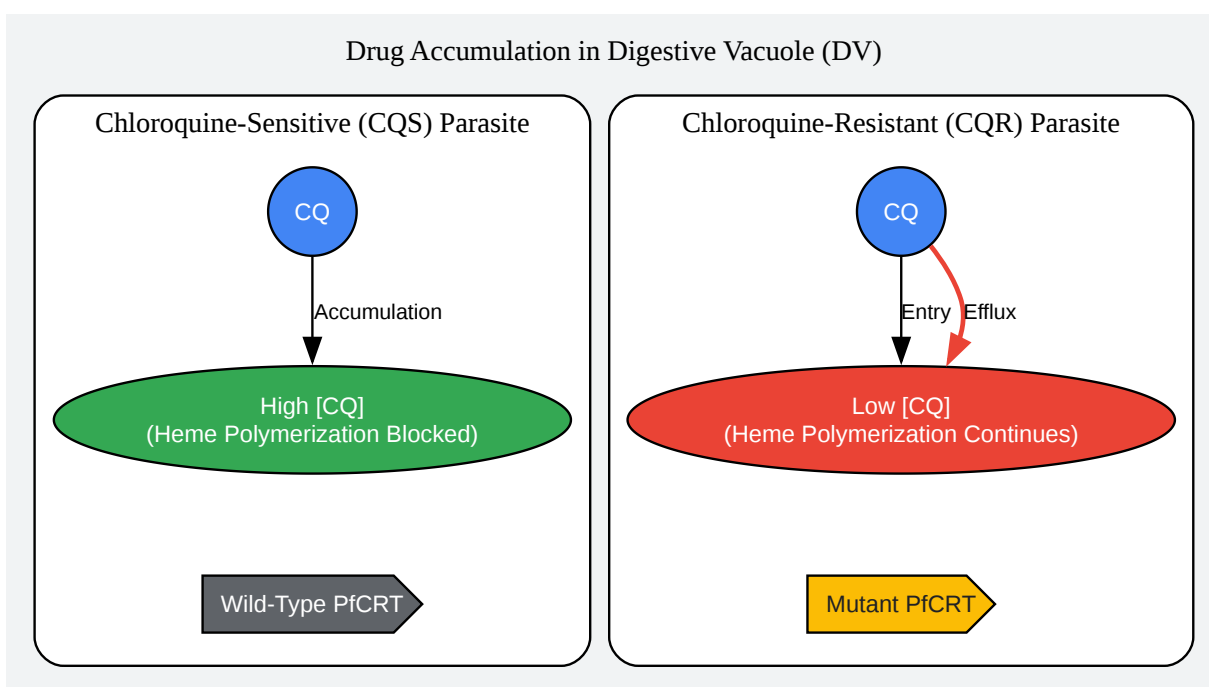 Drug Accumulation in Digestive Vacuole (DV)
Chloroquine-Sensitive (CQS) Parasite
CQ
Accumulation
High [CQ]
(Heme Polymerization Blocked)
Wild-Type PfCRT
Chloroquine-Resistant (CQR) Parasite
CQ
Entry
Efflux
Low [CQ]
(Heme Polymerization Continues)
Mutant PfCRT